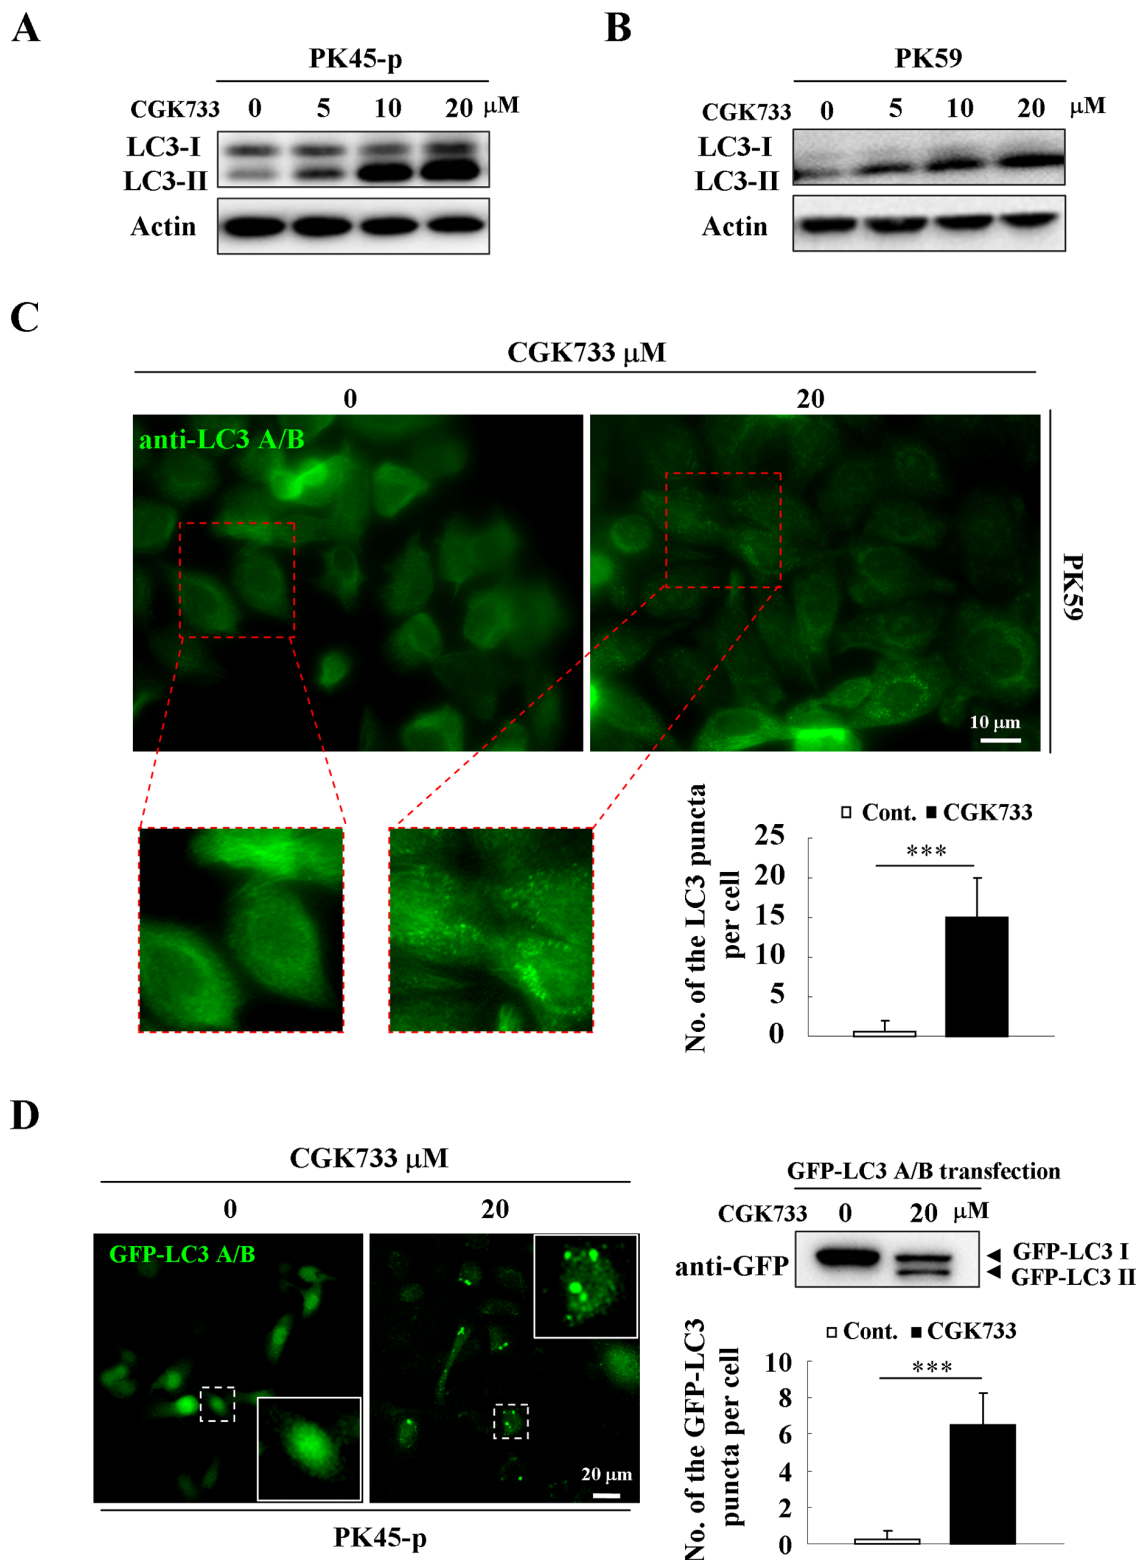 A
PK45-p
CGK733 0 5 10 20 μM
LC3-I
LC3-II
Actin
B
PK59
CGK733 0 5 10 20 μM
LC3-I
LC3-II
Actin
C
CGK733 μM
0 20
anti-LC3 A/B
PK59
10 μm
Cont. CGK733
***
No. of the LC3 puncta
per cell
25
20
15
10
5
0
D
CGK733 μM
0 20
GFP-LC3 A/B
20 μm
PK45-p
GFP-LC3 A/B transfection
CGK733 0 20 μM
anti-GFP
GFP-LC3 I
GFP-LC3 II
Cont. CGK733
***
No. of the GFP-LC3
puncta per cell
10
8
6
4
2
0